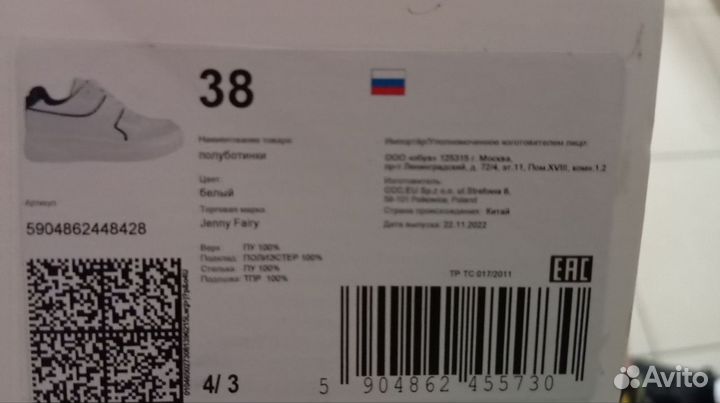 38
Наименование товара:
полуботинки
Цвет:
белый
Торговая марка:
Jenny Fairy
Артикул:
5904862448428
Верх: ПУ 100%
Подклад: ПОЛИЭСТЕР 100%
Стелька: ПУ 100%
Подошва: ТПР 100%
4/ 3
Импортёр/Уполномоченное изготовителем лицо:
ООО «обув» 125315 г. Москва,
пр-т Ленинградский, д. 72/4, эт.11, Пом.XVIII, комн.1,2
Изготовитель:
CCC.EU Sp.z o.o. ul.Strefowa 6,
59-101 Polkowice, Poland
Страна происхождения: Китай
Дата выпуска: 22.11.2022
ТР ТС 017/2011
EAC
5 904862 455730
Avito